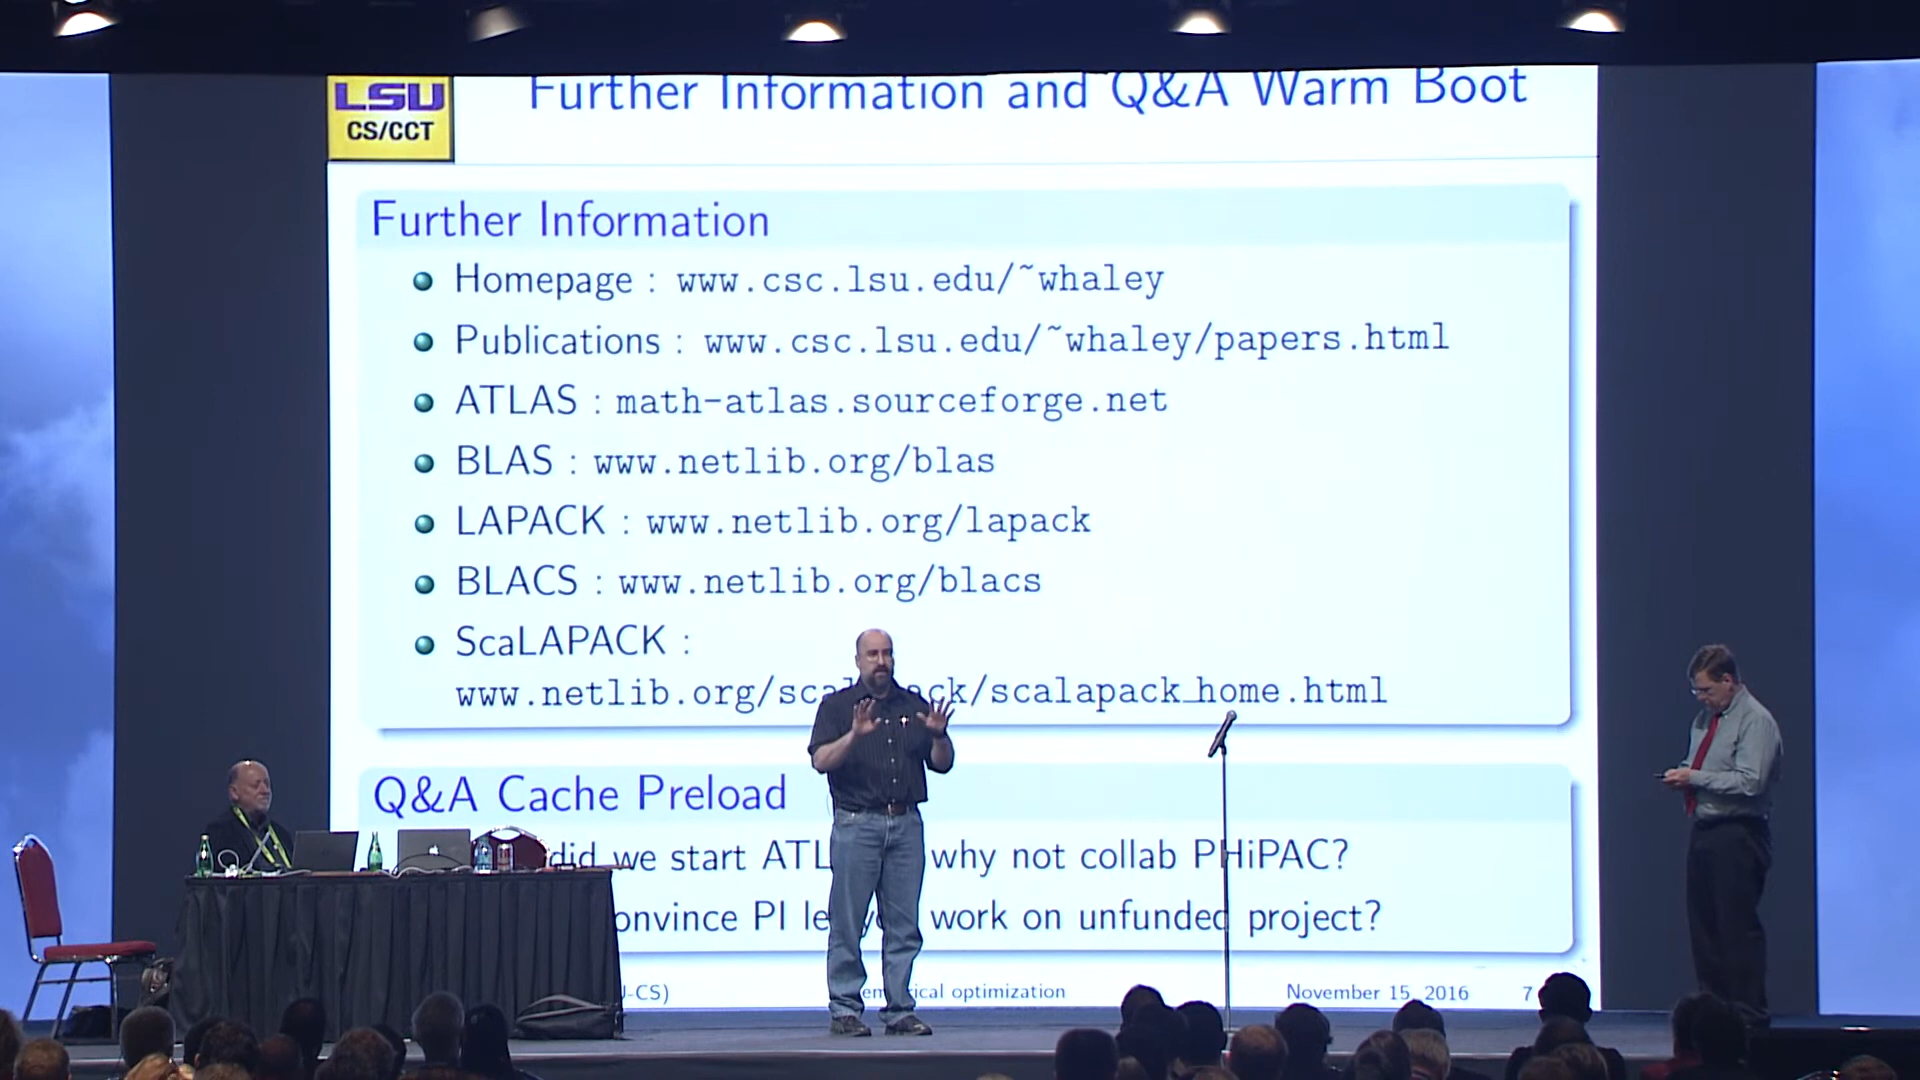 LSU
CS/CCT
Further Information and Q&A Warm Boot
Further Information
Homepage : www.csc.lsu.edu/~whaley
Publications : www.csc.lsu.edu/~whaley/papers.html
ATLAS : math-atlas.sourceforge.net
BLAS : www.netlib.org/blas
LAPACK : www.netlib.org/lapack
BLACS : www.netlib.org/blacs
ScaLAPACK :
www.netlib.org/sca ck/scalapack_home.html
Q&A Cache Preload
did we start ATL why not collab PHiPAC?
onvince PI le work on unfunded project?
-CS) ical optimization November 15, 2016 7